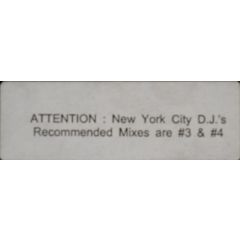 ATTENTION : New York City D.J.'s
Recommended Mixes are #3 & #4